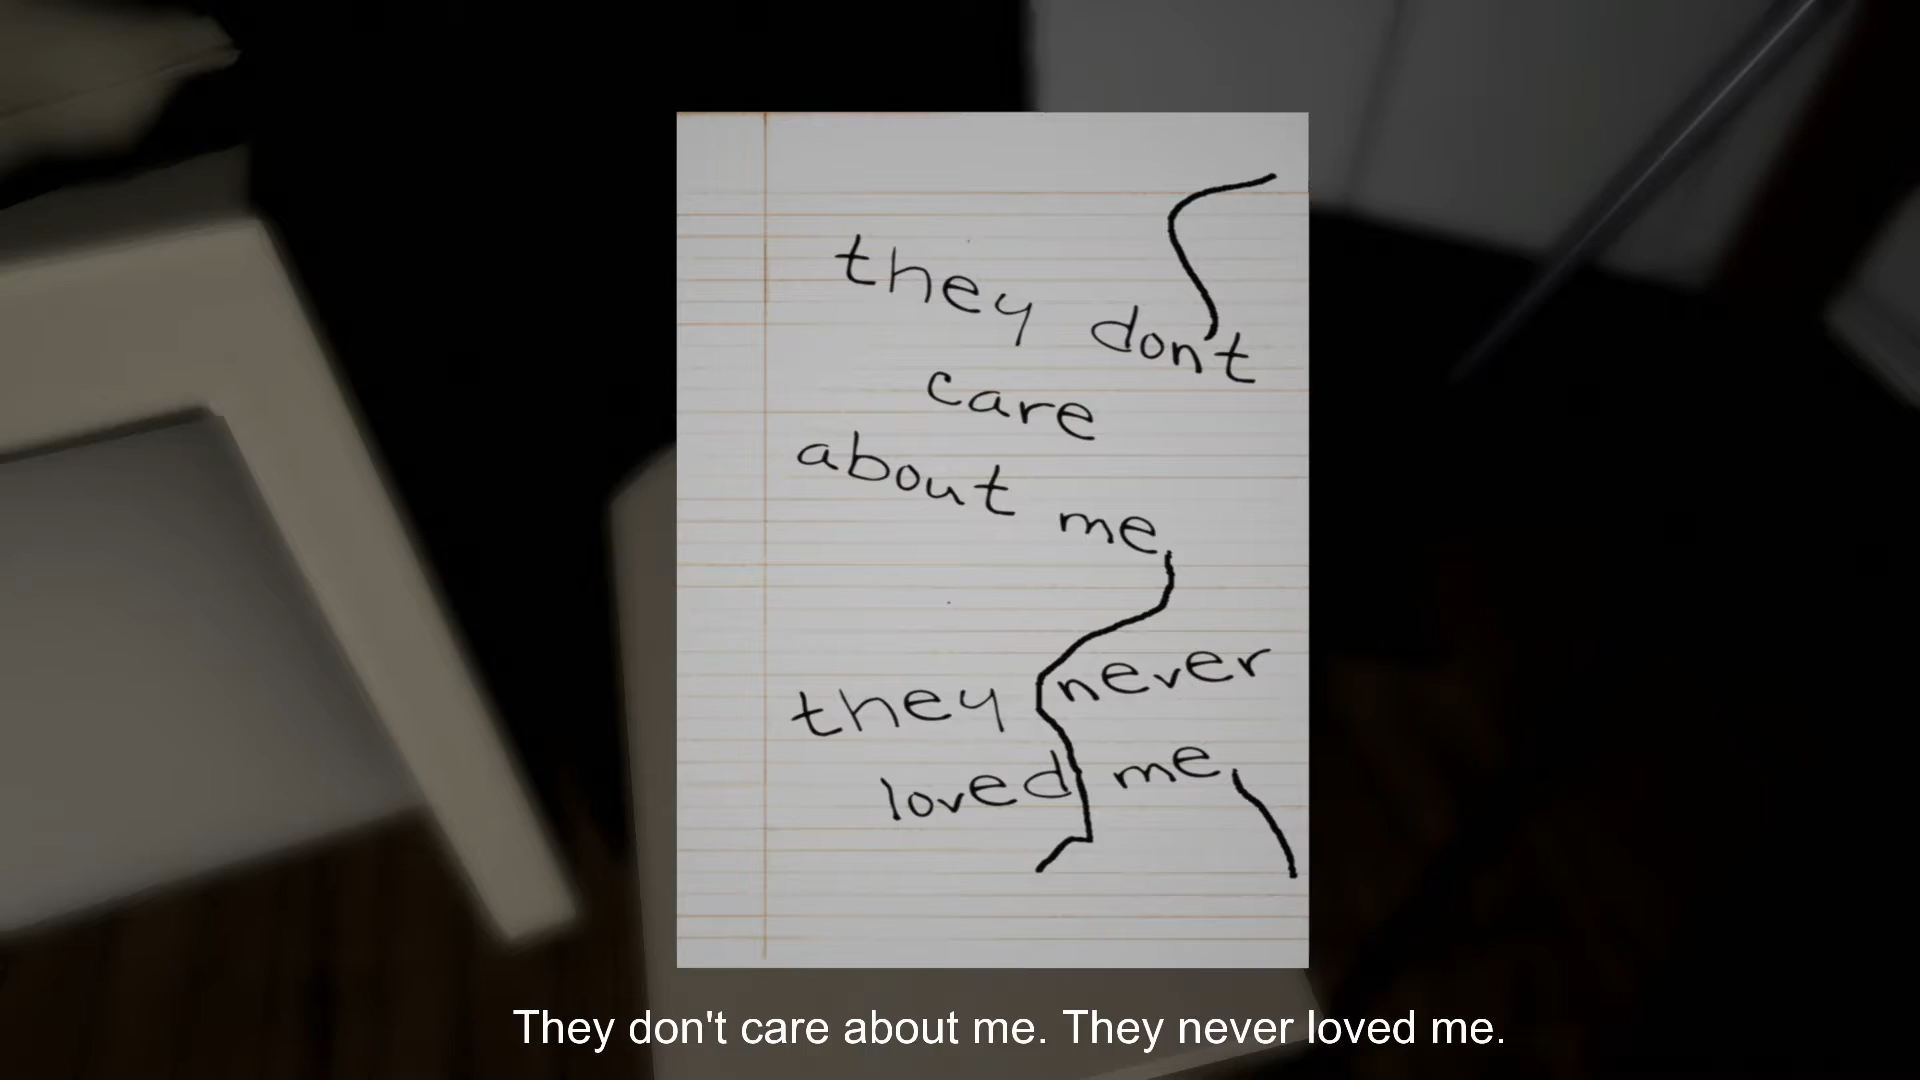 they don't
care
about me
they never
loved me
They don't care about me. They never loved me.